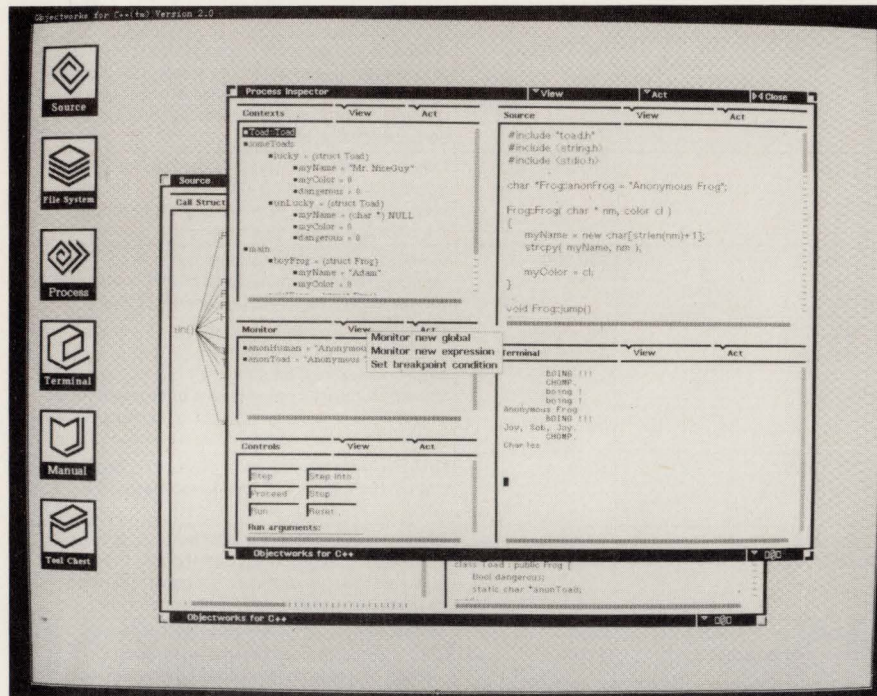 Objectworks for C++(tm) Version 2.0
Source
File System
Process
Terminal
Manual
Tool Chest
Source
Call Struct
Process Inspector
View
Act
Close
Contexts View Act
Toad::Toad
someToads
lucky = (struct Toad)
myName = "Mr. NiceGuy"
myColor = 0
dangerous = 0
unLucky = (struct Toad)
myName = (char *) NULL
myColor = 0
dangerous = 0
main
boyFrog = (struct Frog)
myName = "Adam"
myColor = 0
Monitor View Act
anonHuman = "Anonymou
anonToad = "Anonymous
Monitor new global
Monitor new expression
Set breakpoint condition
Controls View Act
Step Step into
Proceed Stop
Run Reset
Run arguments:
Source View Act
#include "toad.h"
#include <string.h>
#include <stdio.h>
char *Frog::anonFrog = "Anonymous Frog";
Frog::Frog( char * nm, color cl )
{
myName = new char[strlen(nm)+1];
strcpy( myName, nm );
myColor = cl;
}
void Frog::jump()
Terminal View Act
BOING !!!
CHOMP.
boing !
boing !
Anonymous Frog
BOING !!!
Joy, Sob, Joy.
CHOMP.
Charles
Objectworks for C++
class Toad : public Frog {
Bool dangerous;
static char *anonToad;
Objectworks for C++